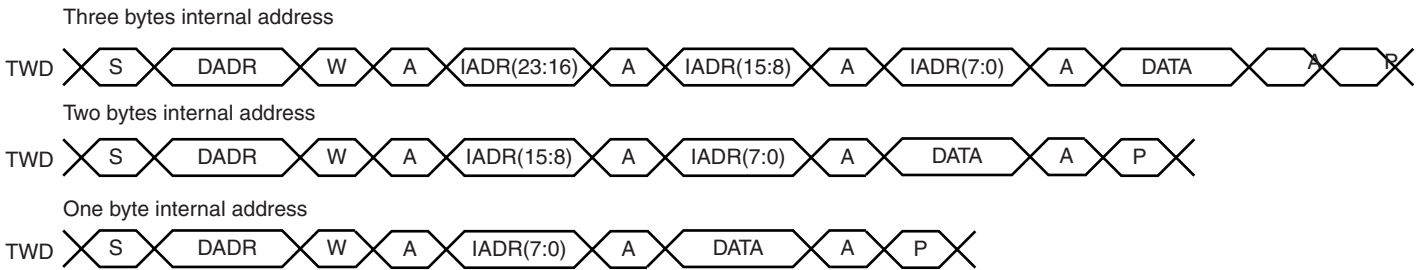 Three bytes internal address
TWD S DADR W A IADR(23:16) A IADR(15:8) A IADR(7:0) A DATA A P
Two bytes internal address
TWD S DADR W A IADR(15:8) A IADR(7:0) A DATA A P
One byte internal address
TWD S DADR W A IADR(7:0) A DATA A P